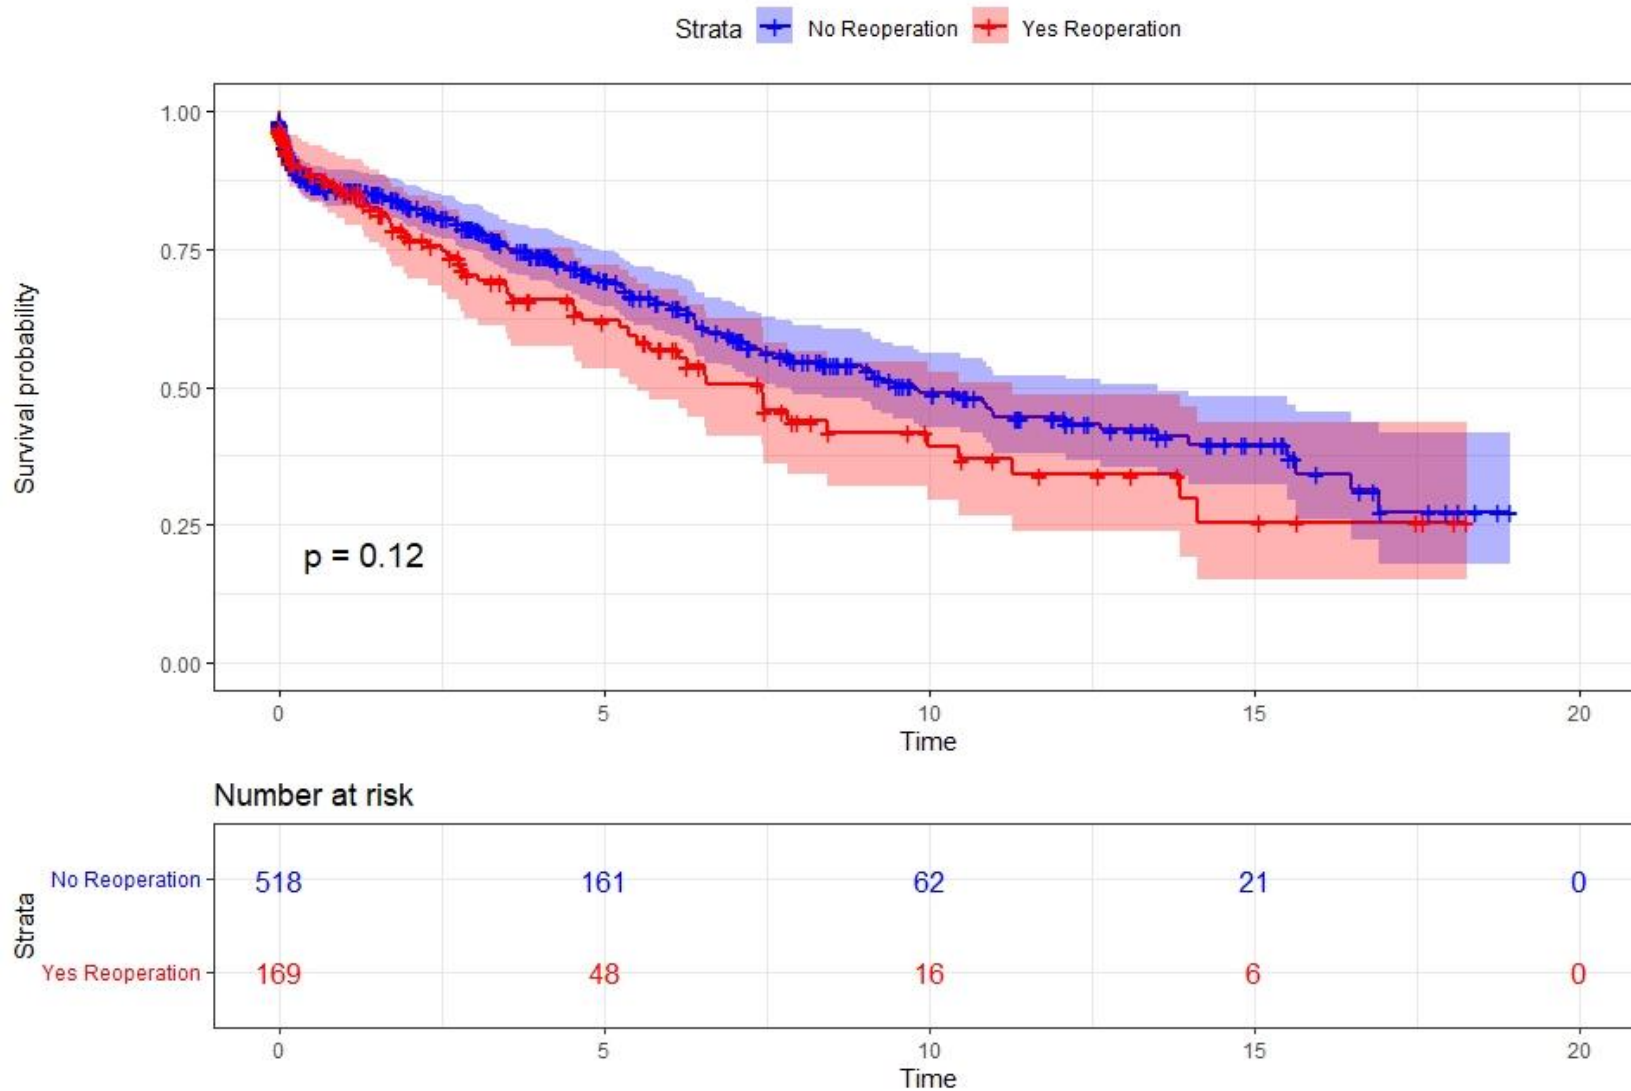 Strata No Reoperation Yes Reoperation
Survival probability
1.00
0.75
0.50
0.25
0.00
p = 0.12
0 5 10 15 20
Time
Number at risk
Strata
No Reoperation 518 161 62 21 0
Yes Reoperation 169 48 16 6 0
0 5 10 15 20
Time